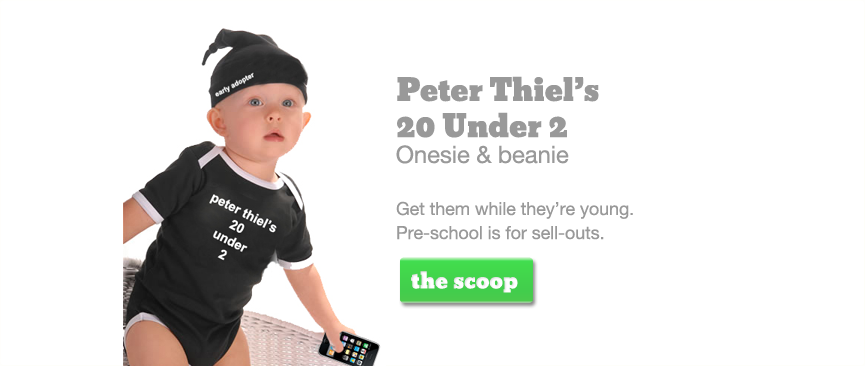 early adopter
peter thiel's
20
under
2
Peter Thiel’s
20 Under 2
Onesie & beanie
Get them while they’re young.
Pre-school is for sell-outs.
the scoop